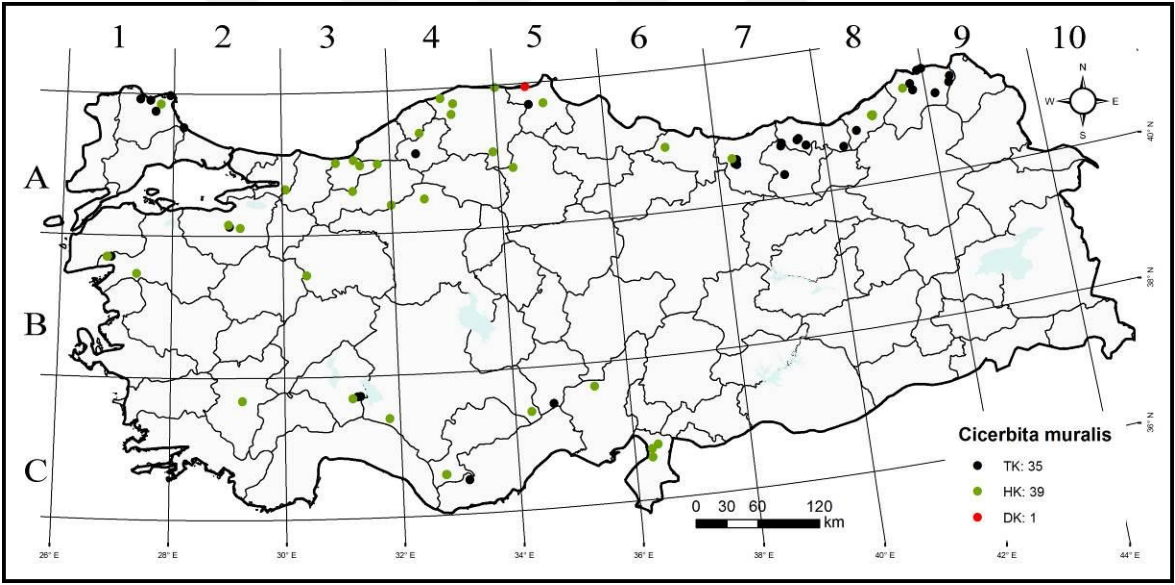 1 2 3 4 5 6 7 8 9 10
N
W E
S
40° N
A
38° N
B
36° N
Cicerbita muralis
C
TK: 35
HK: 39
0 30 60 120
km
DK: 1
26° E 28° E 30° E 32° E 34° E 36° E 38° E 40° E 42° E 44° E